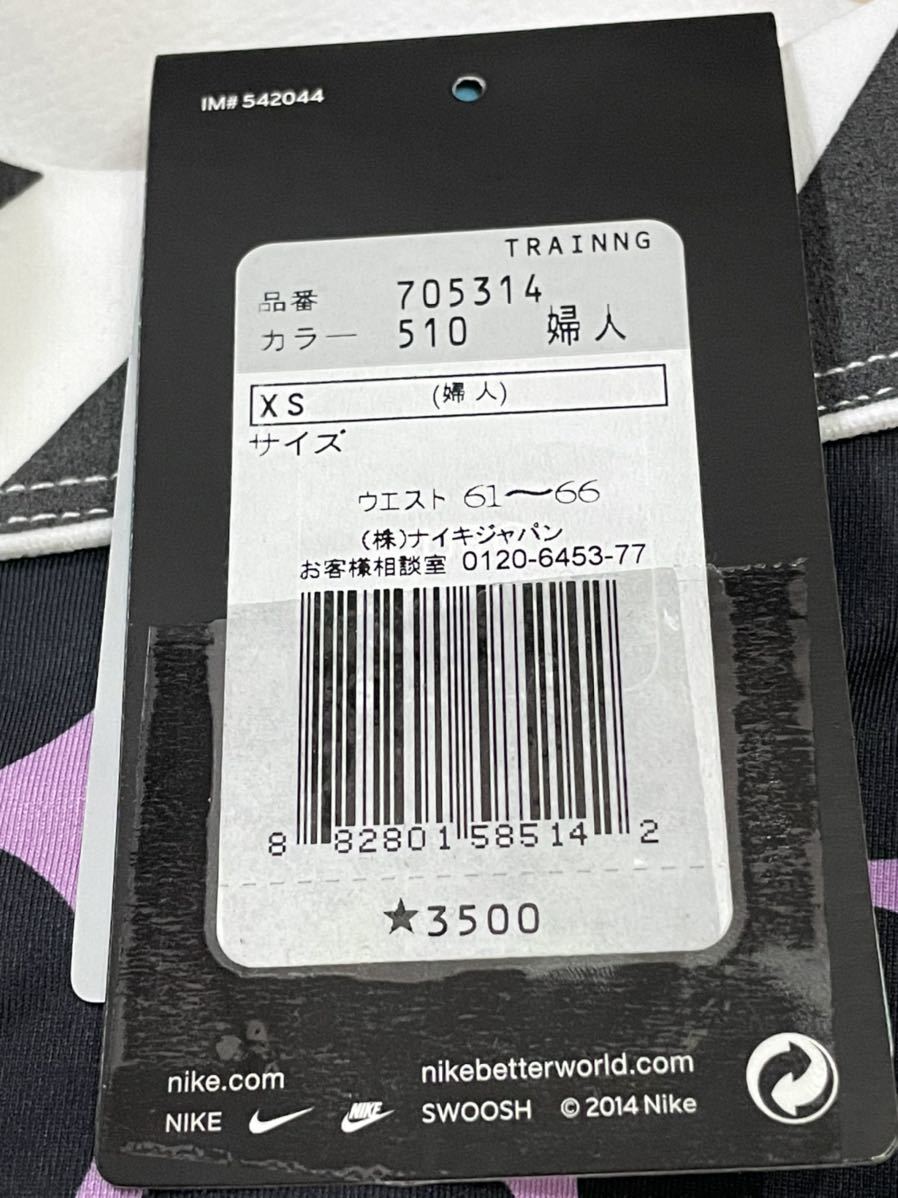 IM# 542044
TRAINNG
品番 705314
カラー 510 婦人
XS (婦人)
サイズ
ウエスト 61〜66
(株)ナイキジャパン
お客様相談室 0120-6453-77
8 82801 58514 2
★3500
nike.com nikebetterworld.com
NIKE NIKE SWOOSH © 2014 Nike